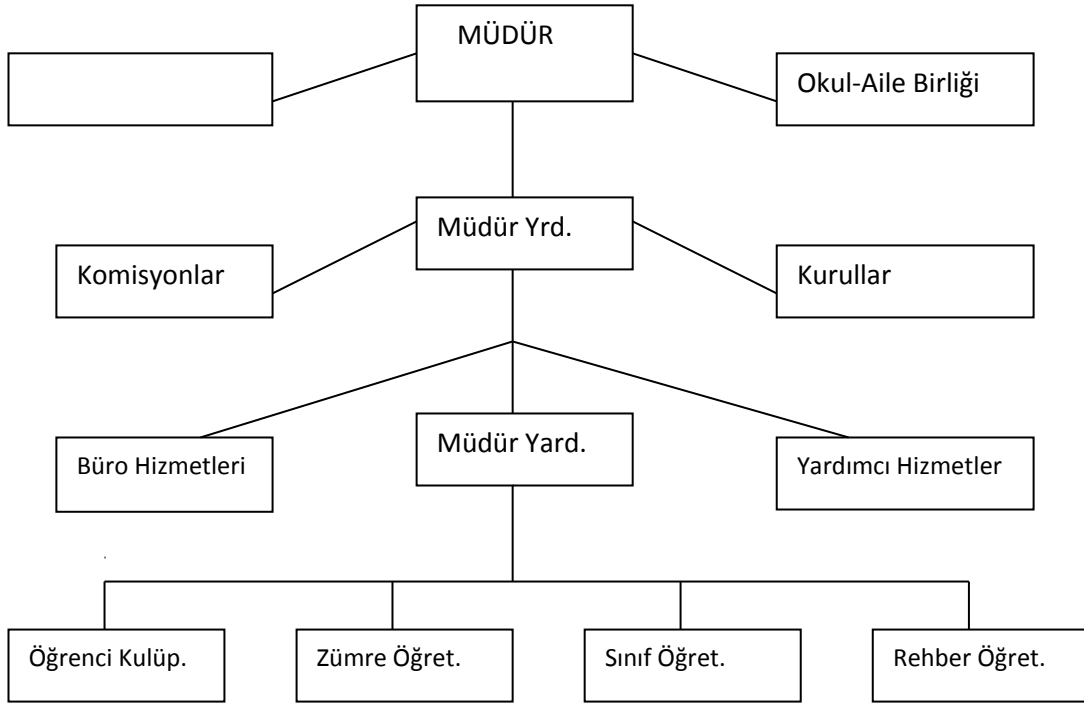 MÜDÜR
Okul-Aile Birliği
Müdür Yrd.
Komisyonlar
Kurullar
Büro Hizmetleri
Müdür Yard.
Yardımcı Hizmetler
Öğrenci Kulüp.
Zümre Öğret.
Sınıf Öğret.
Rehber Öğret.